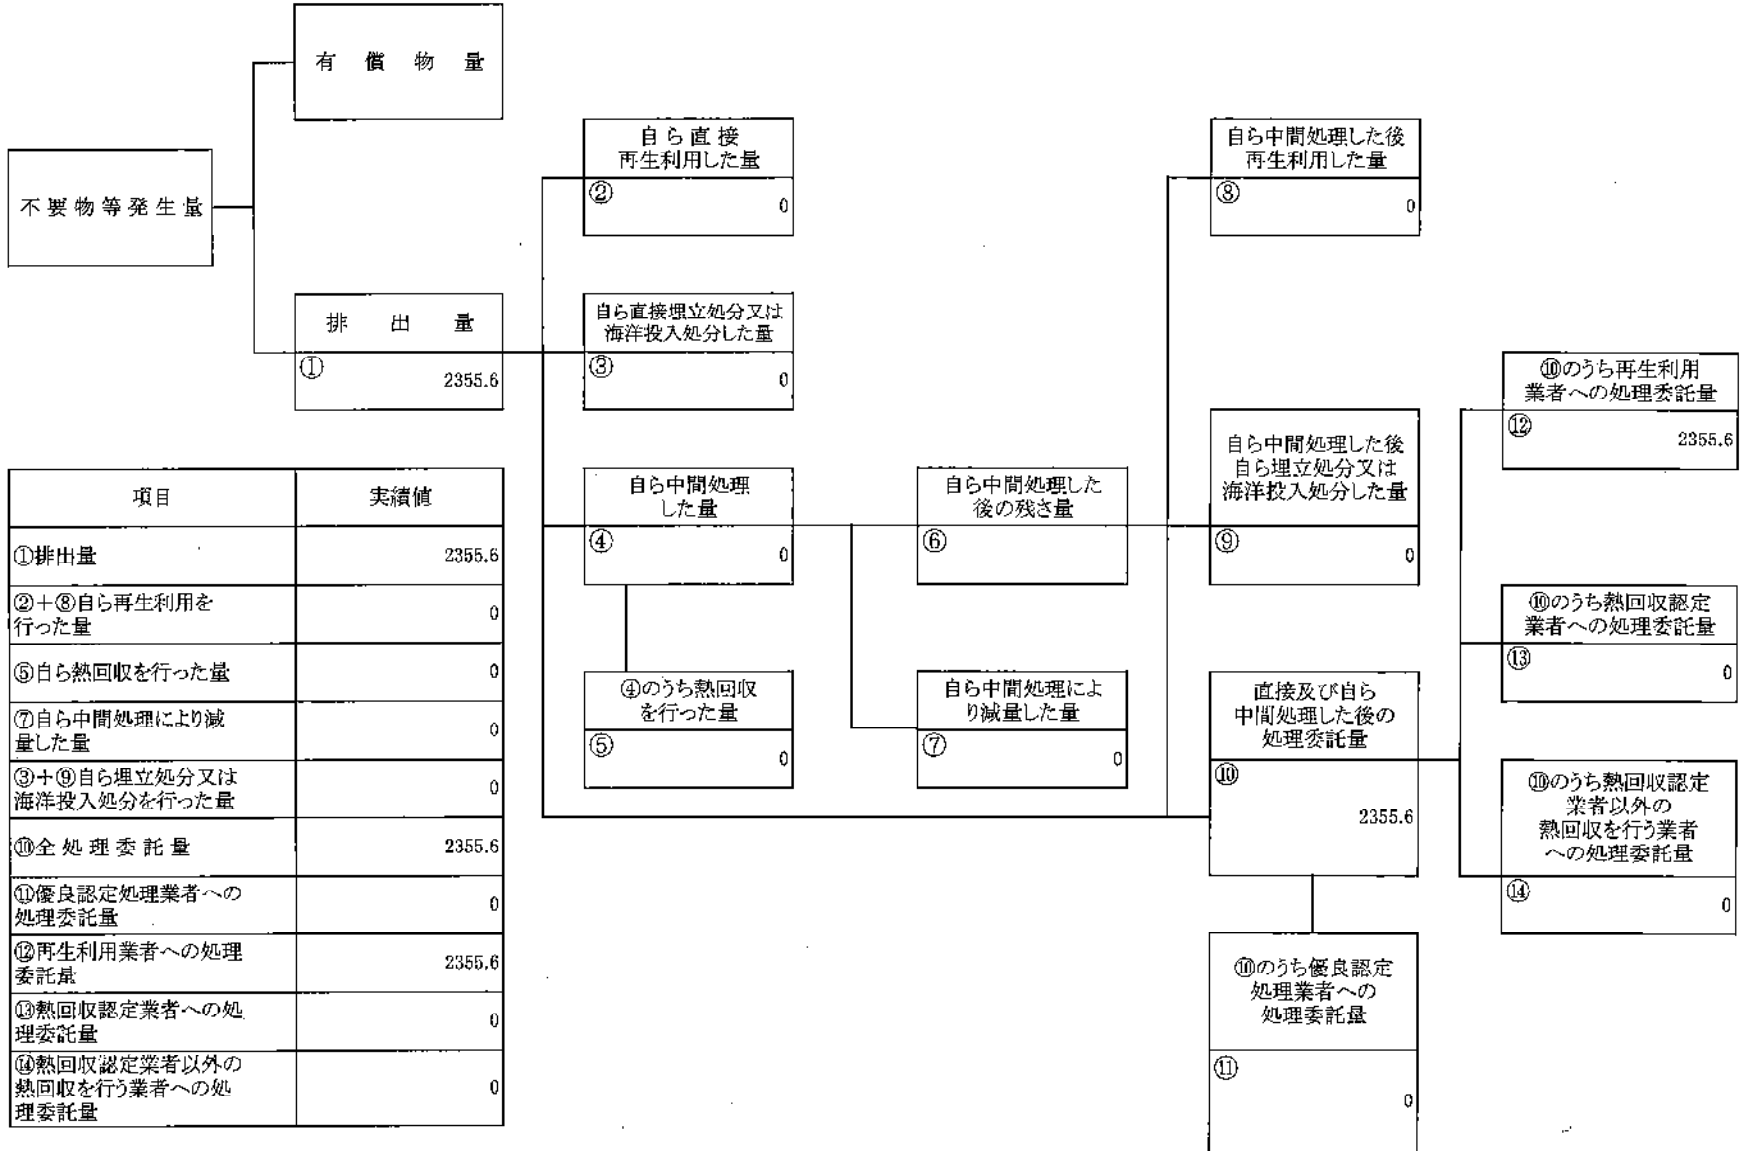 有償物量
不要物等発生量
排出量
①
2355.6
自ら直接
再生利用した量
②
0
自ら直接埋立処分又は
海洋投入処分した量
③
0
自ら中間処理
した量
④
0
④のうち熱回収
を行った量
⑤
0
自ら中間処理した
後の残さ量
⑥
自ら中間処理によ
り減量した量
⑦
0
自ら中間処理した後
再生利用した量
⑧
0
自ら中間処理した後
自ら埋立処分又は
海洋投入処分した量
⑨
0
直接及び自ら
中間処理した後の
処理委託量
⑩
2355.6
⑩のうち優良認定
処理業者への
処理委託量
⑪
0
⑩のうち再生利用
業者への処理委託量
⑫
2355.6
⑩のうち熱回収認定
業者への処理委託量
⑬
0
⑩のうち熱回収認定
業者以外の
熱回収を行う業者
への処理委託量
⑭
0
項目 実績値
①排出量 2355.6
②+⑧自ら再生利用を
行った量 0
⑤自ら熱回収を行った量 0
⑦自ら中間処理により減
量した量 0
③+⑨自ら埋立処分又は
海洋投入処分を行った量 0
⑩全処理委託量 2355.6
⑪優良認定処理業者への
処理委託量 0
⑫再生利用業者への処理
委託量 2355.6
⑬熱回収認定業者への処
理委託量 0
⑭熱回収認定業者以外の
熱回収を行う業者への処
理委託量 0